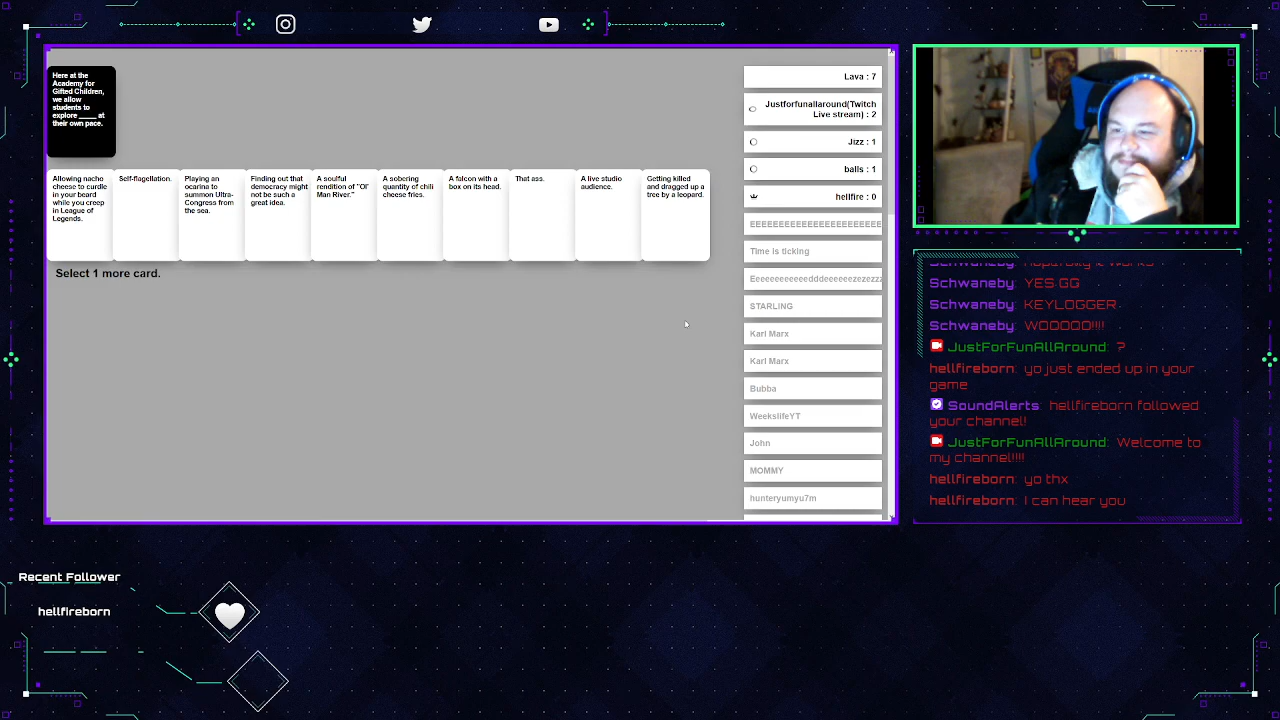 Here at the
Academy for
Gifted Children,
we allow
students to
explore ____ at
their own pace.
Allowing nacho
cheese to curdle
in your beard
while you creep
in League of
Legends.
Self-flagellation.
Playing an
ocarina to
summon Ultra-
Congress from
the sea.
Finding out that
democracy might
not be such a
great idea.
A soulful
rendition of "Ol'
Man River."
A sobering
quantity of chili
cheese fries.
A falcon with a
box on its head.
That ass.
A live studio
audience.
Getting killed
and dragged up a
tree by a leopard.
Select 1 more card.
Lava : 7
Justforfunallaround(Twitch
Live stream) : 2
Jizz : 1
balls : 1
hellfire : 0
Time is ticking
STARLING
Karl Marx
Karl Marx
Bubba
WeekslifeYT
John
MOMMY
hunteryumyu7m
Schwaneby:
Schwaneby: YES GG
Schwaneby: KEYLOGGER
Schwaneby: WOOOOO!!!!
JustForFunAllAround: ?
hellfireborn: yo just ended up in your
game
SoundAlerts: hellfireborn followed
your channel!
JustForFunAllAround: Welcome to
my channel!!!!
hellfireborn: yo thx
hellfireborn: I can hear you
Recent Follower
hellfireborn